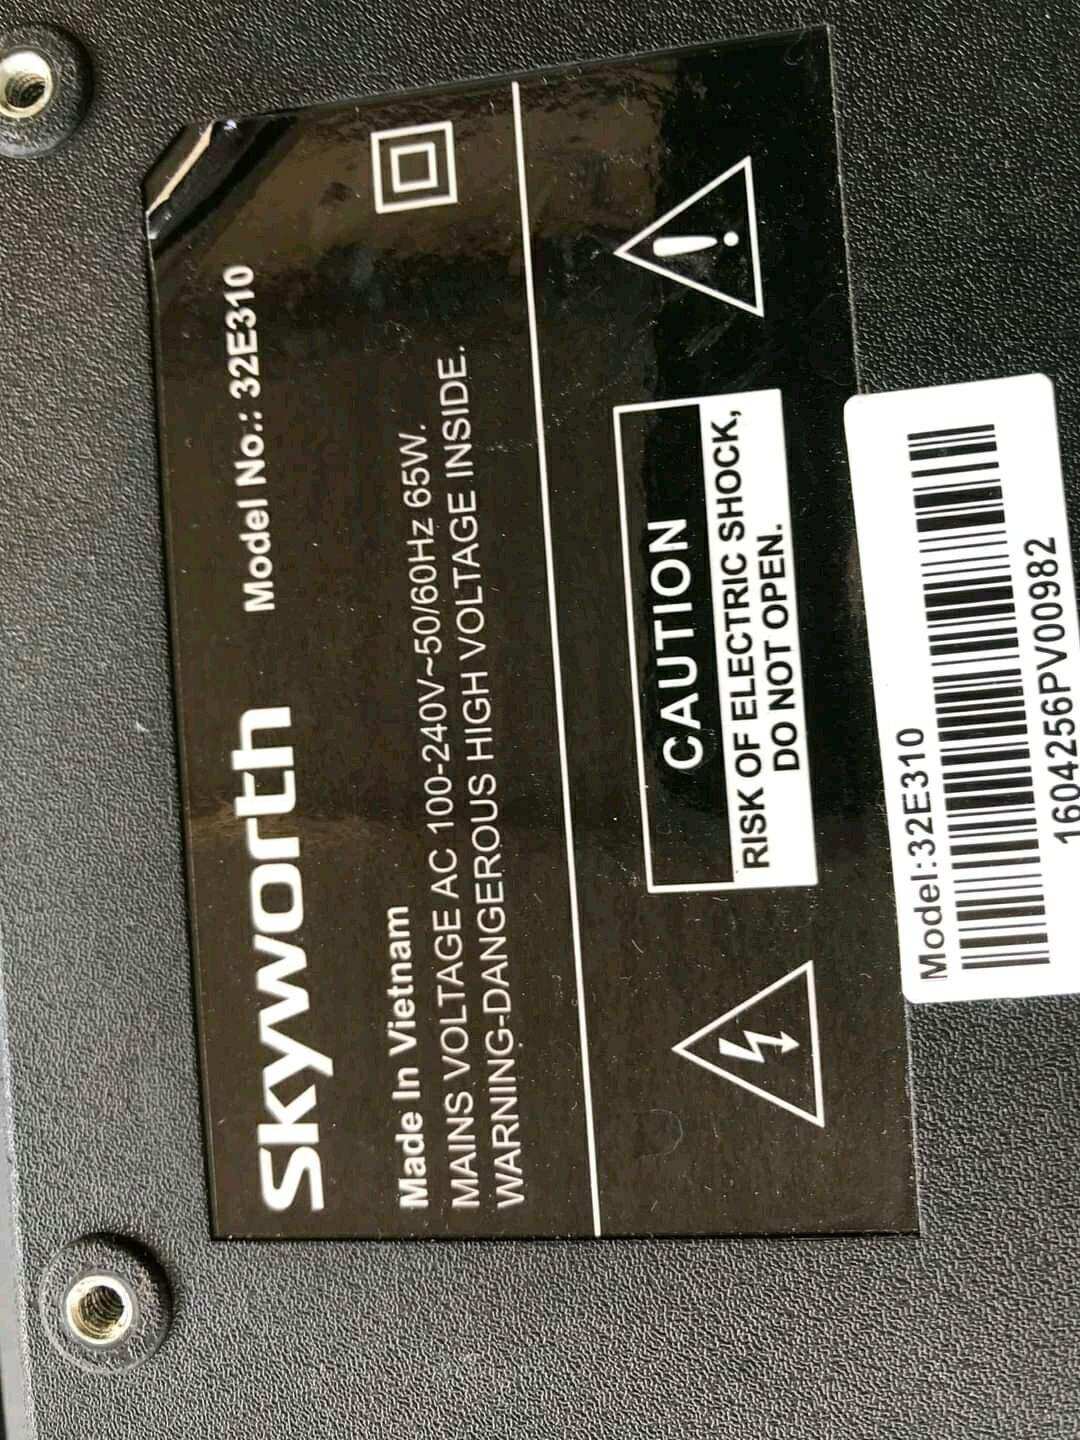 Skyworth Model No.: 32E310
Made In Vietnam
MAINS VOLTAGE AC 100-240V~50/60Hz 65W.
WARNING-DANGEROUS HIGH VOLTAGE INSIDE.
CAUTION
RISK OF ELECTRIC SHOCK,
DO NOT OPEN.
Model:32E310
1604256PV00982